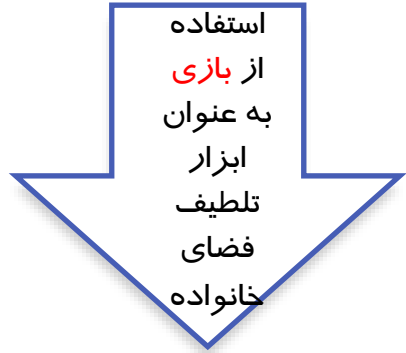 استفاده
از بازی
به عنوان
ابزار
تلطیف
فضای
خانواده